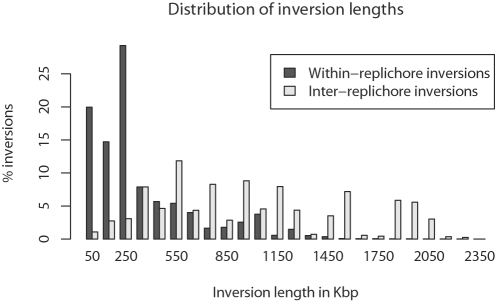 Distribution of inversion lengths
Within−replichore inversions
Inter−replichore inversions
% inversions
25
20
15
10
5
0
50 250 550 850 1150 1450 1750 2050 2350
Inversion length in Kbp